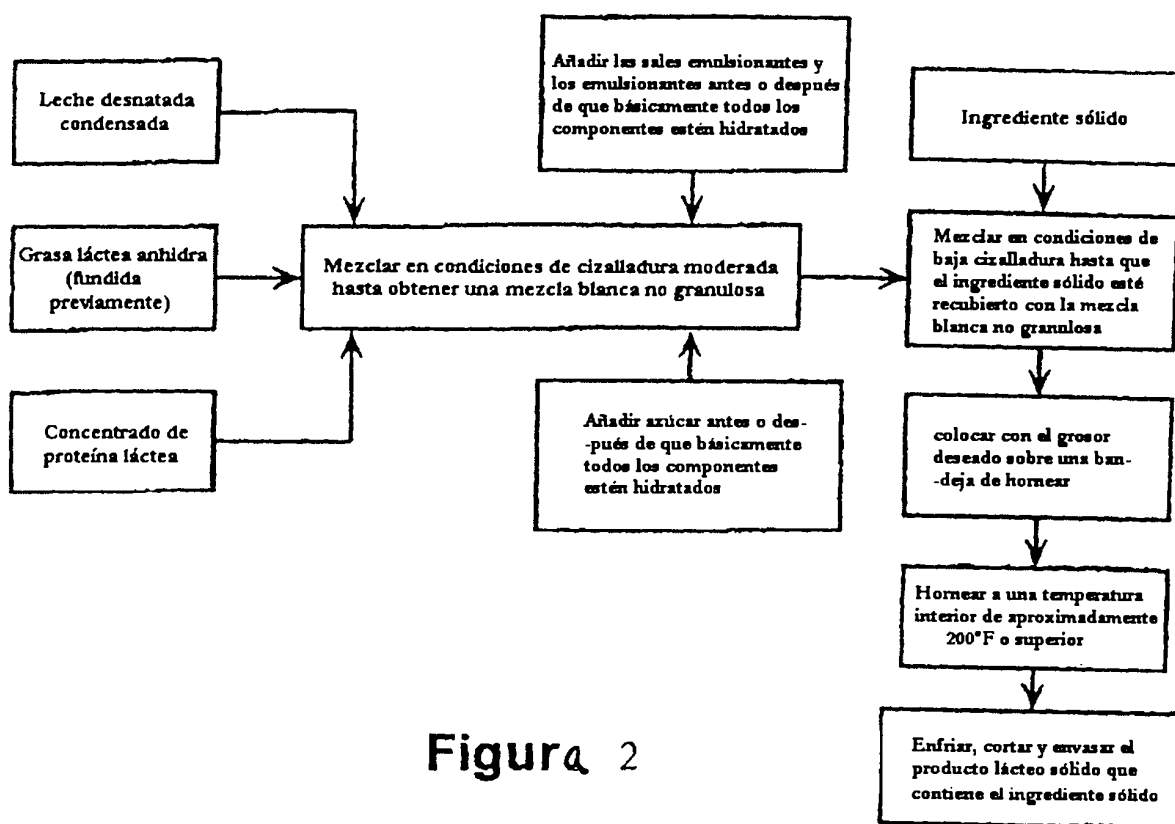 Leche desnatada
condensada
Grasa láctea anhidra
(fundida
previamente)
Concentrado de
proteína láctea
Añadir las sales emulsionantes y
los emulsionantes antes o después
de que básicamente todos los
componentes estén hidratados
Mezclar en condiciones de cizalladura moderada
hasta obtener una mezcla blanca no granulosa
Añadir azúcar antes o des-
-pués de que básicamente
todos los componentes
estén hidratados
Ingrediente sólido
Mezclar en condiciones de
baja cizalladura hasta que
el ingrediente sólido esté
recubierto con la mezcla
blanca no granulosa
colocar con el grosor
deseado sobre una ban-
-deja de hornear
Hornear a una temperatura
interior de aproximadamente
200°F o superior
Enfriar, cortar y envasar el
producto lácteo sólido que
contiene el ingrediente sólido
Figura 2